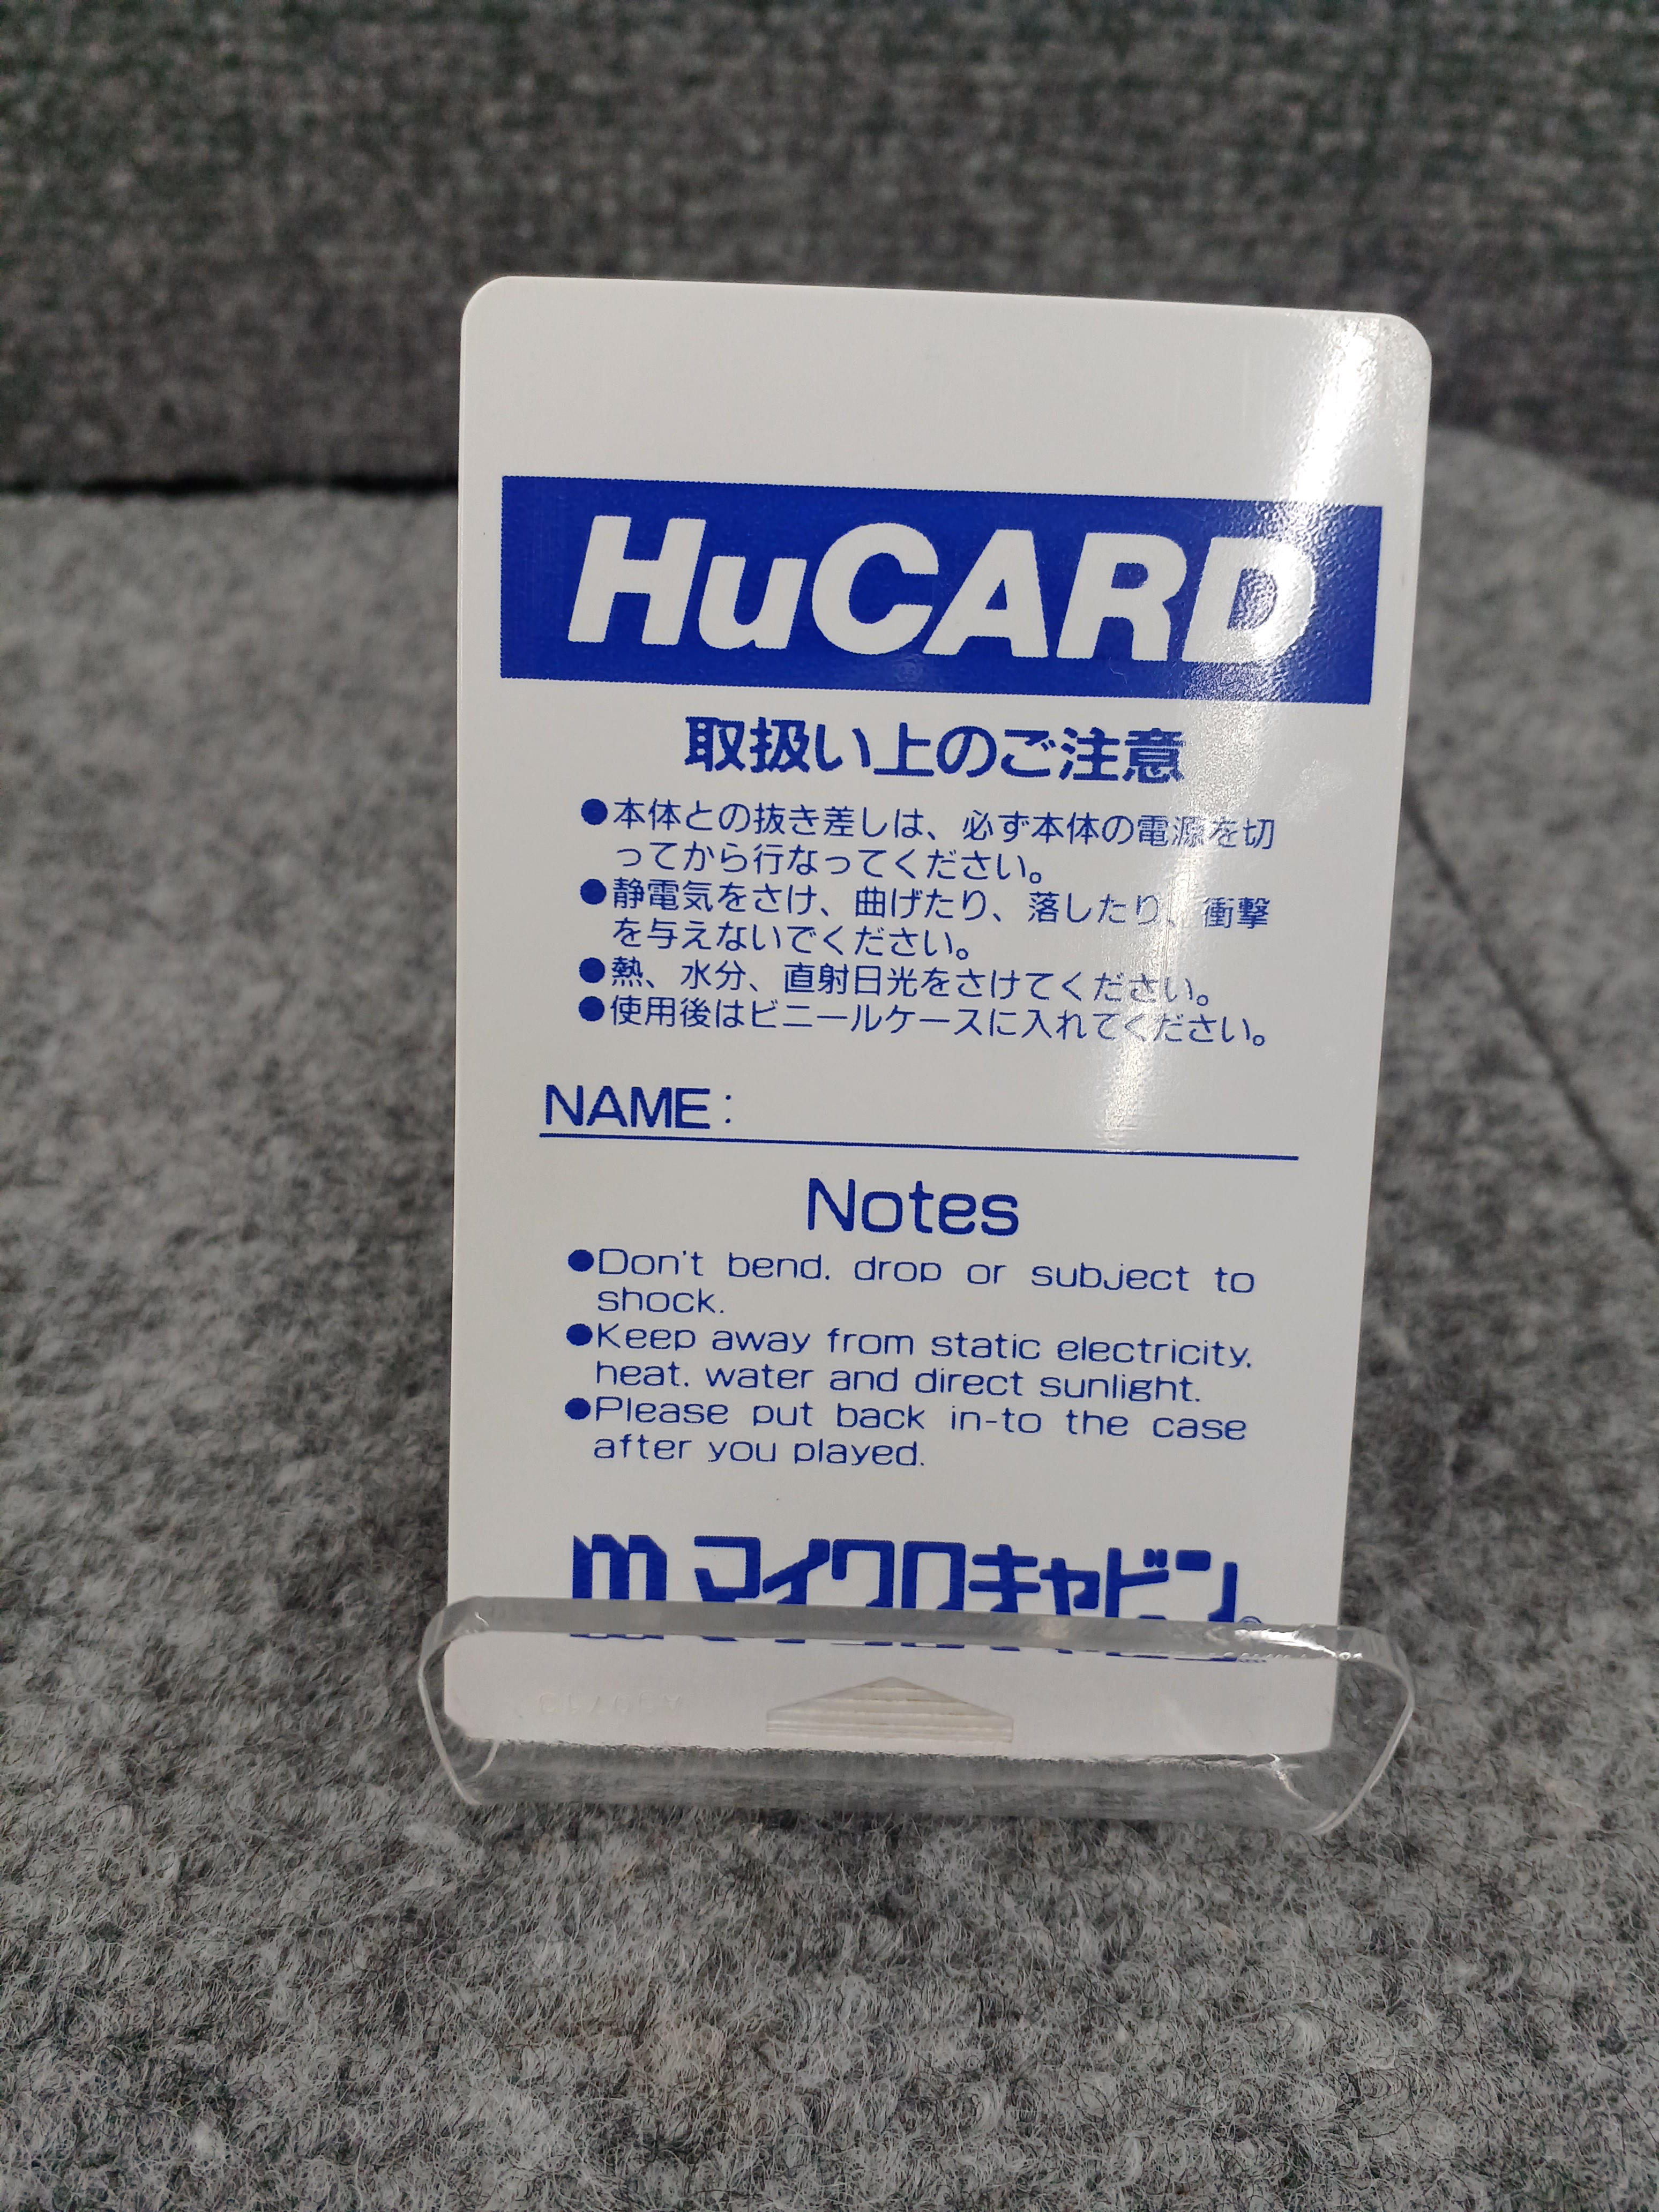 HuCARD
取扱い上のご注意
●本体との抜き差しは、必ず本体の電源を切
ってから行なってください。
●静電気をさけ、曲げたり、落したり、衝撃
を与えないでください。
●熱、水分、直射日光をさけてください。
●使用後はビニールケースに入れてください。
NAME:
Notes
●Don't bend, drop or subject to
shock.
●Keep away from static electricity,
heat, water and direct sunlight.
●Please put back in-to the case
after you played.
m マイクロキャビン®